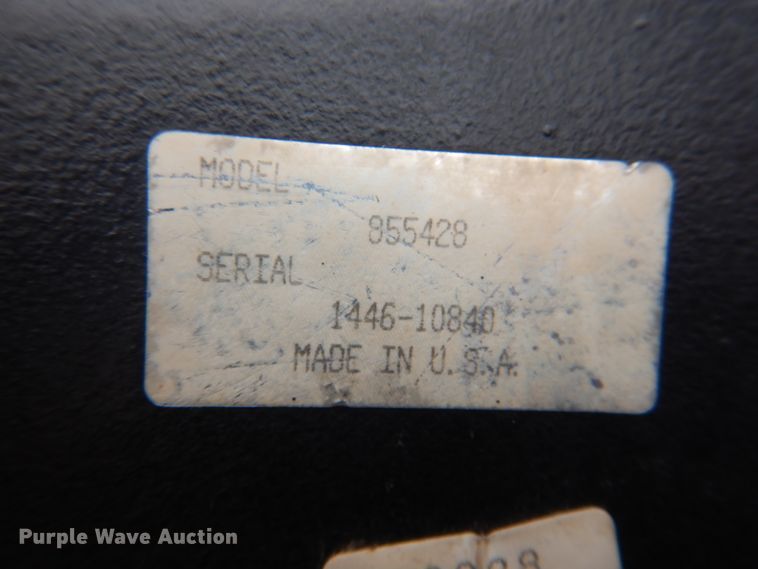 MODEL
855428
SERIAL
1446-10840
MADE IN U.S.A.
Purple Wave Auction